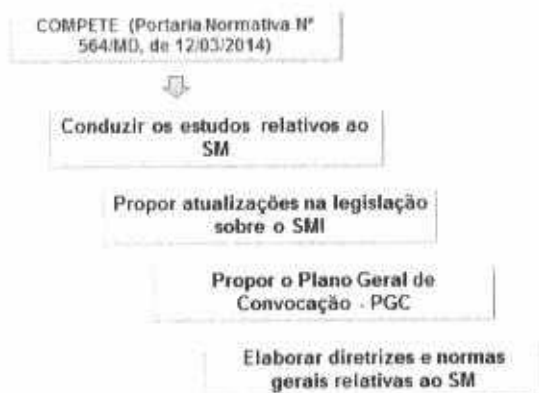 COMPETE (Portaria Normativa Nº
564/MD, de 12/03/2014)
Conduzir os estudos relativos ao
SM
Propor atualizações na legislação
sobre o SMI
Propor o Plano Geral de
Convocação - PGC
Elaborar diretrizes e normas
gerais relativas ao SM